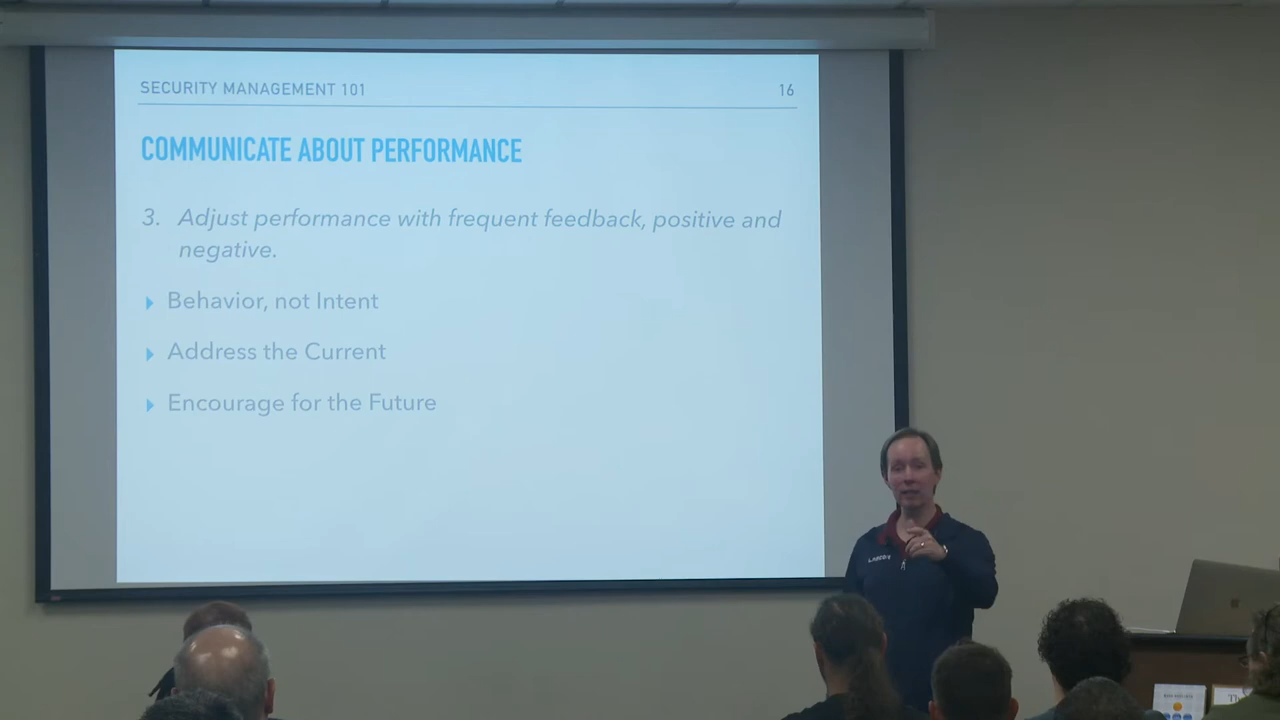 SECURITY MANAGEMENT 101
16
COMMUNICATE ABOUT PERFORMANCE
3. Adjust performance with frequent feedback, positive and
negative.
Behavior, not Intent
Address the Current
Encourage for the Future